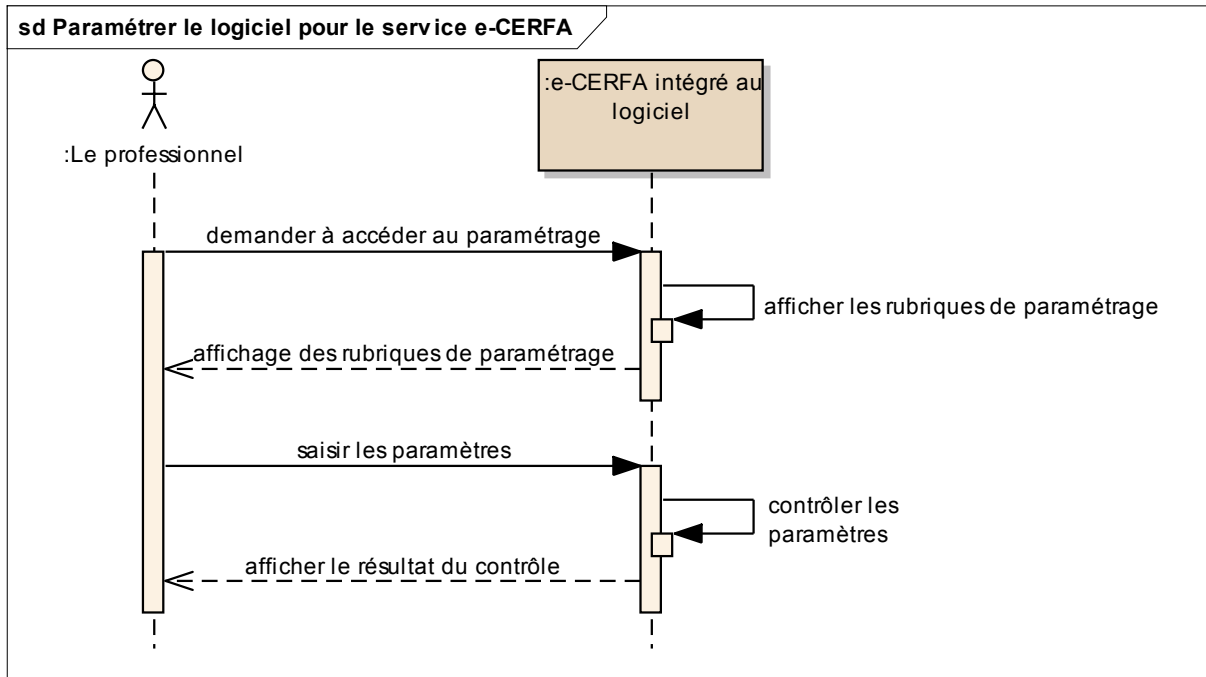 sd Paramétrer le logiciel pour le service e-CERFA
:e-CERFA intégré au
logiciel
:Le professionnel
demander à accéder au paramétrage
afficher les rubriques de paramétrage
affichage des rubriques de paramétrage
saisir les paramètres
contrôler les
paramètres
afficher le résultat du contrôle